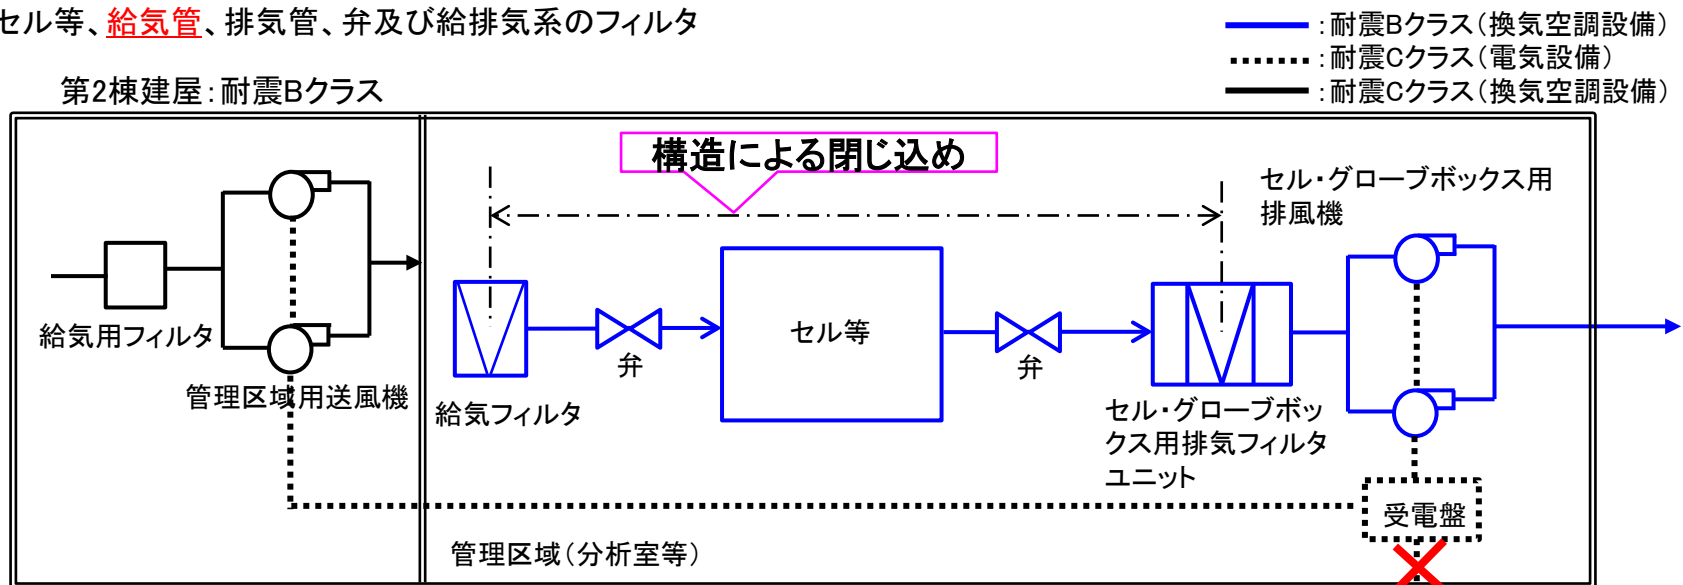 セル等、給気管、排気管、弁及び給排気系のフィルタ
:耐震Bクラス(換気空調設備)
:耐震Cクラス(電気設備)
:耐震Cクラス(換気空調設備)
第2棟建屋:耐震Bクラス
構造による閉じ込め
セル・グローブボックス用
排風機
給気用フィルタ
管理区域用送風機
給気フィルタ
弁
セル等
弁
セル・グローブボッ
クス用排気フィルタ
ユニット
受電盤
管理区域(分析室等)